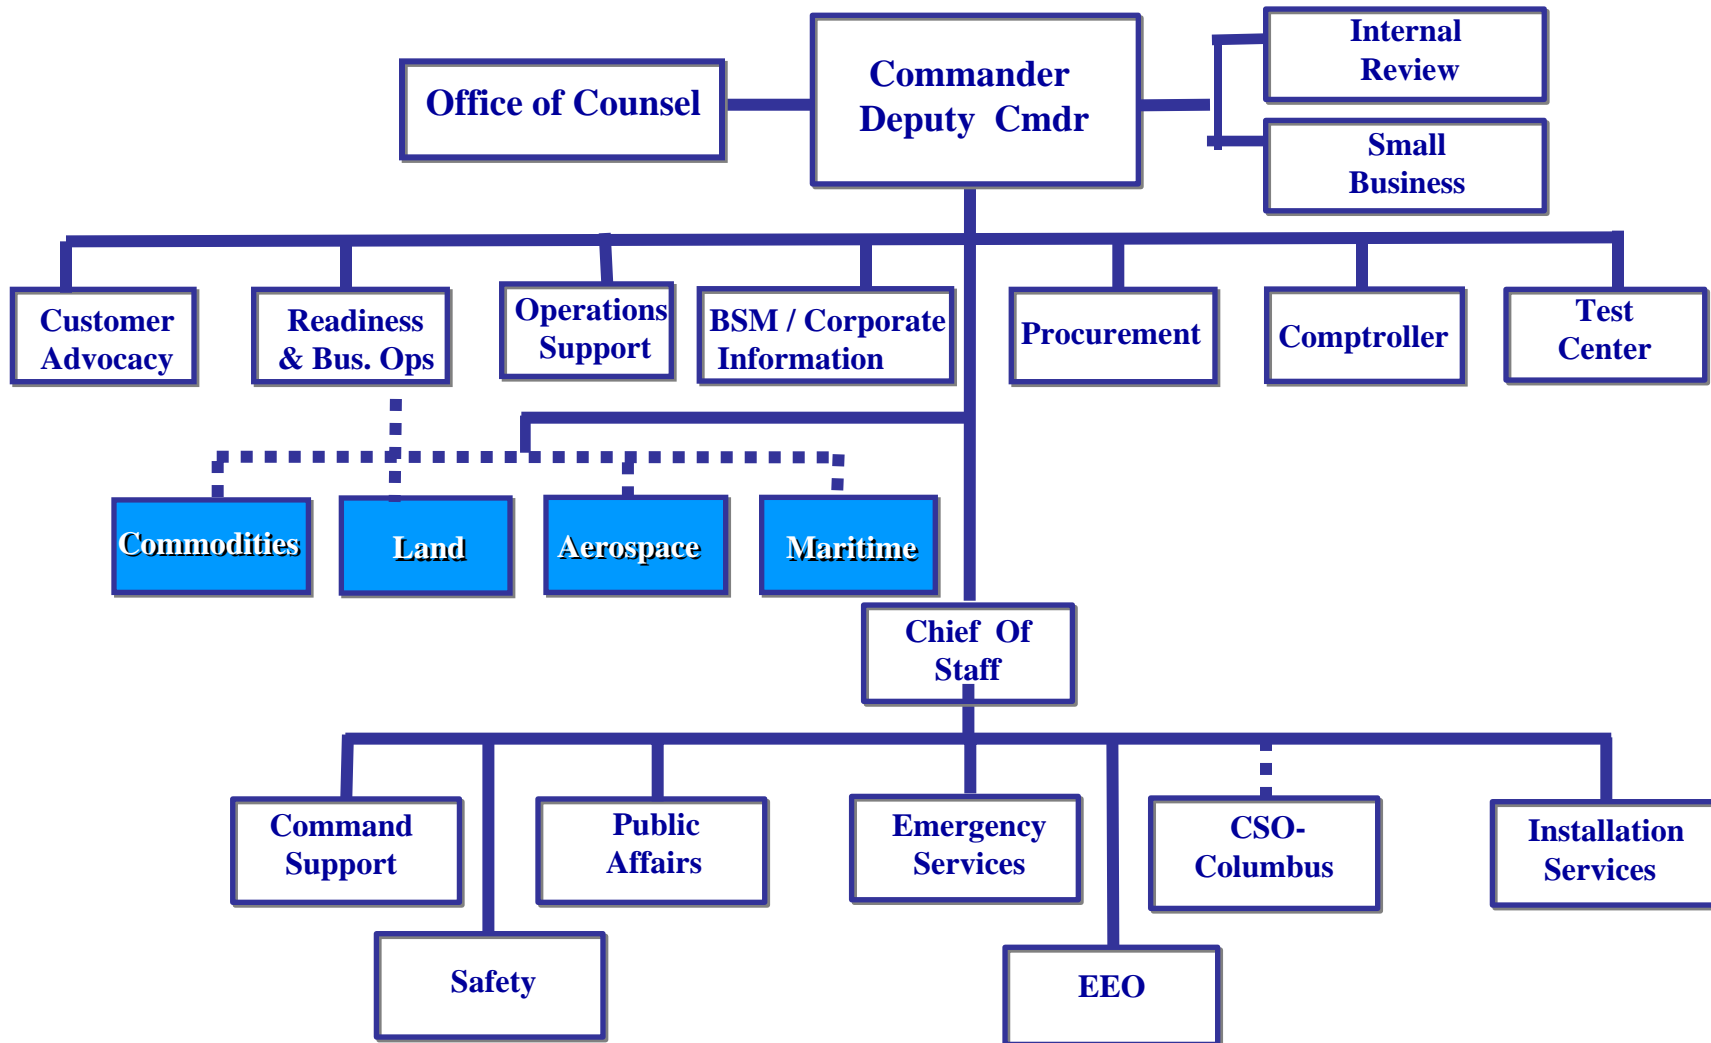 Office of Counsel
Commander
Deputy Cmdr
Internal
Review
Small
Business
Customer
Advocacy
Readiness
& Bus. Ops
Operations
Support
BSM / Corporate
Information
Procurement
Comptroller
Test
Center
Commodities
Land
Aerospace
Maritime
Chief Of
Staff
Command
Support
Public
Affairs
Emergency
Services
CSO-
Columbus
Installation
Services
Safety
EEO